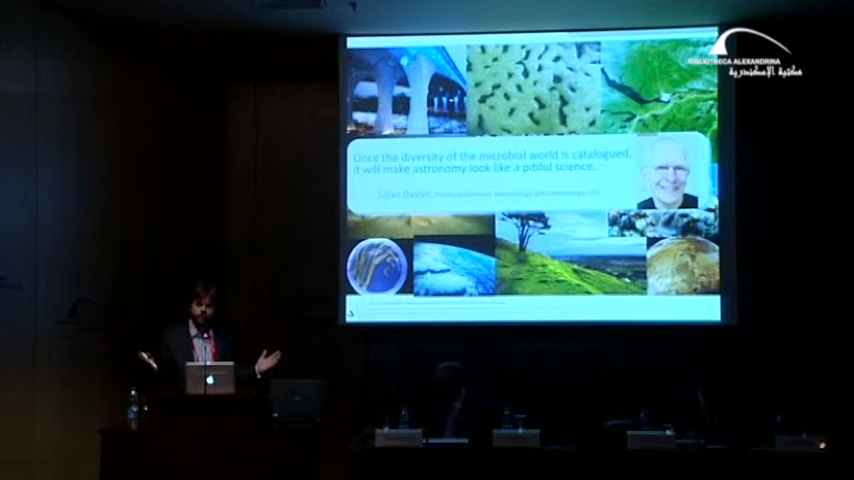 BIBLIOTHECA ALEXANDRINA
مكتبة الإسكندرية
Once the diversity of the microbial world is catalogued,
it will make astronomy look like a pitiful science.
- Julian Davies,